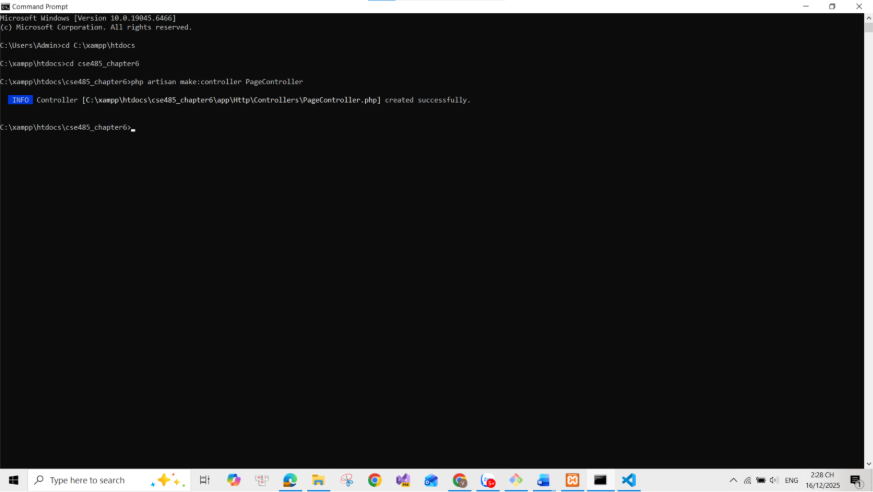 Command Prompt
Microsoft Windows [Version 10.0.19045.6466]
(c) Microsoft Corporation. All rights reserved.
C:\Users\Admin>cd C:\xampp\htdocs
C:\xampp\htdocs>cd cse485_chapter6
C:\xampp\htdocs\cse485_chapter6>php artisan make:controller PageController
INFO Controller [C:\xampp\htdocs\cse485_chapter6\app\Http\Controllers\PageController.php] created successfully.
C:\xampp\htdocs\cse485_chapter6>
Type here to search
ENG
2:28 CH
16/12/2025